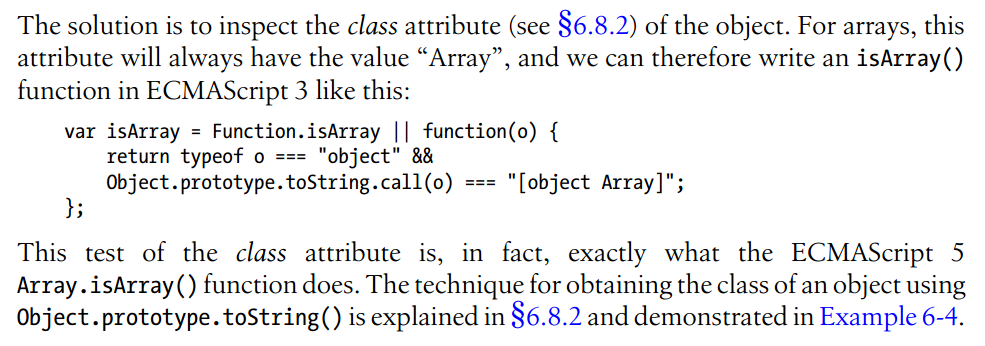 The solution is to inspect the class attribute (see §6.8.2) of the object. For arrays, this
attribute will always have the value “Array”, and we can therefore write an isArray()
function in ECMAScript 3 like this:
var isArray = Function.isArray || function(o) {
    return typeof o === "object" &&
    Object.prototype.toString.call(o) === "[object Array]";
};
This test of the class attribute is, in fact, exactly what the ECMAScript 5
Array.isArray() function does. The technique for obtaining the class of an object using
Object.prototype.toString() is explained in §6.8.2 and demonstrated in Example 6-4.